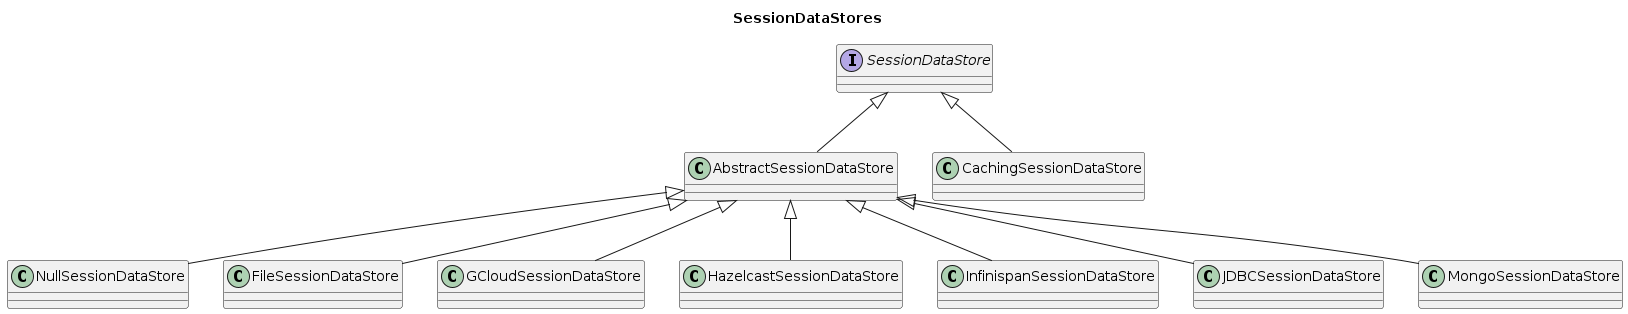 SessionDataStores
I SessionDataStore
C AbstractSessionDataStore
C CachingSessionDataStore
C NullSessionDataStore
C FileSessionDataStore
C GCloudSessionDataStore
C HazelcastSessionDataStore
C InfinispanSessionDataStore
C JDBCSessionDataStore
C MongoSessionDataStore